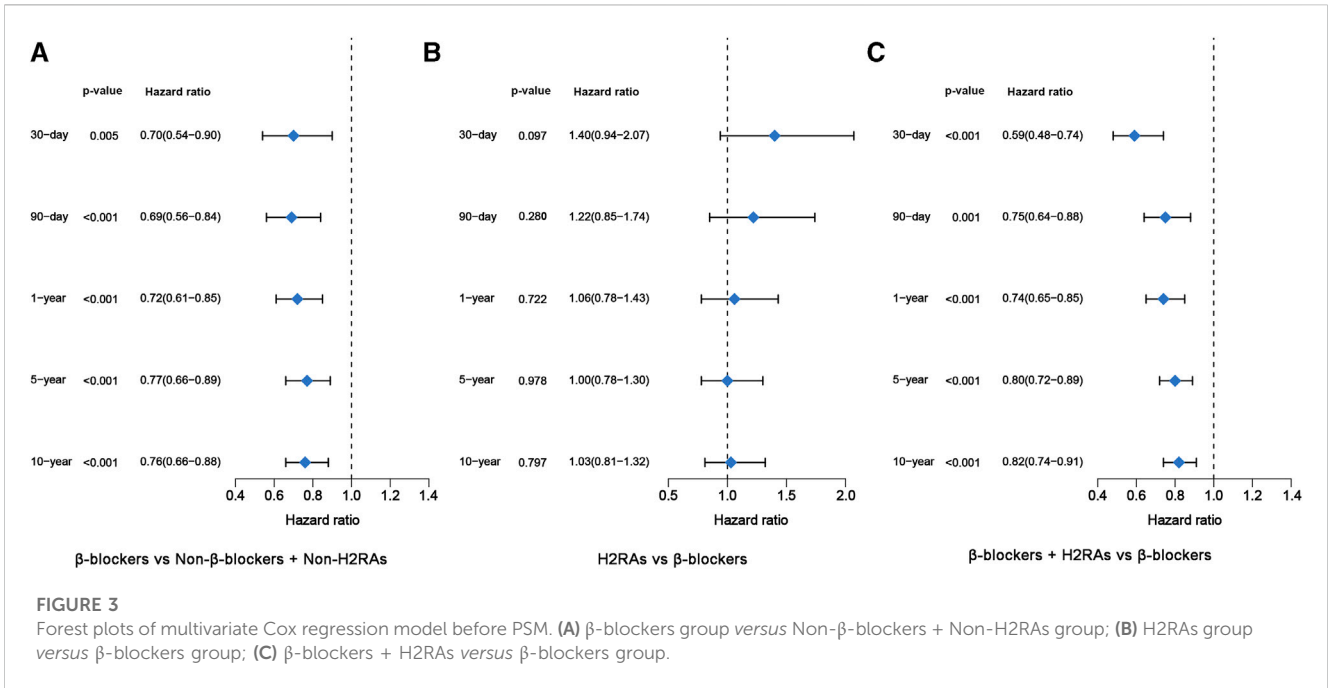 A
p-value Hazard ratio
30−day 0.005 0.70(0.54−0.90)
90−day <0.001 0.69(0.56−0.84)
1−year <0.001 0.72(0.61−0.85)
5−year <0.001 0.77(0.66−0.89)
10−year <0.001 0.76(0.66−0.88)
0.4 0.6 0.8 1.0 1.2 1.4
Hazard ratio
β-blockers vs Non-β-blockers + Non-H2RAs
B
p-value Hazard ratio
30−day 0.097 1.40(0.94−2.07)
90−day 0.280 1.22(0.85−1.74)
1−year 0.722 1.06(0.78−1.43)
5−year 0.978 1.00(0.78−1.30)
10−year 0.797 1.03(0.81−1.32)
0.5 1.0 1.5 2.0
Hazard ratio
H2RAs vs β-blockers
C
p-value Hazard ratio
30−day <0.001 0.59(0.48−0.74)
90−day 0.001 0.75(0.64−0.88)
1−year <0.001 0.74(0.65−0.85)
5−year <0.001 0.80(0.72−0.89)
10−year <0.001 0.82(0.74−0.91)
0.4 0.6 0.8 1.0 1.2 1.4
Hazard ratio
β-blockers + H2RAs vs β-blockers
FIGURE 3
Forest plots of multivariate Cox regression model before PSM. (A) β-blockers group versus Non-β-blockers + Non-H2RAs group; (B) H2RAs group
versus β-blockers group; (C) β-blockers + H2RAs versus β-blockers group.